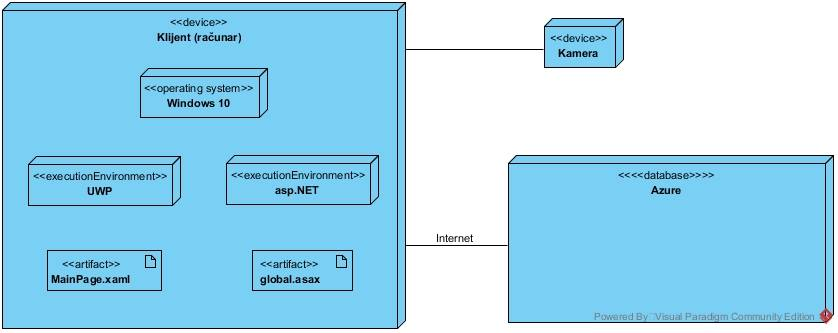 <<device>>
Klijent (računar)
<<operating system>>
Windows 10
<<executionEnvironment>>
UWP
<<executionEnvironment>>
asp.NET
<<artifact>>
MainPage.xaml
<<artifact>>
global.asax
<<device>>
Kamera
Internet
<<<<database>>>>
Azure
Powered By Visual Paradigm Community Edition